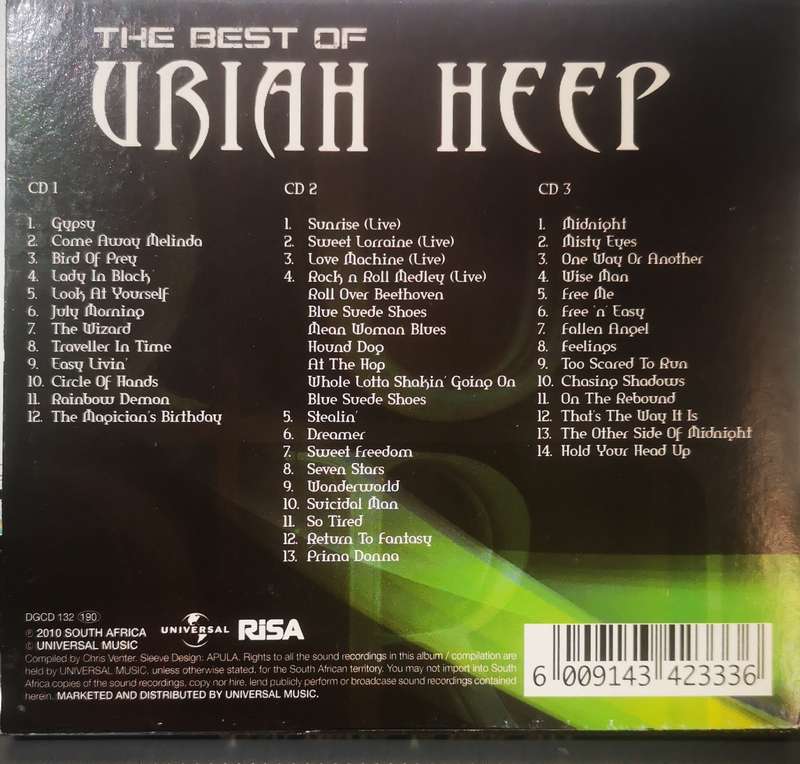 THE BEST OF
URIAH HEEP
CD 1
1. Gypsy
2. Come Away Melinda
3. Bird Of Prey
4. Lady In Black
5. Look At Yourself
6. July Morning
7. The Wizard
8. Traveller In Time
9. Easy Livin'
10. Circle Of Hands
11. Rainbow Demon
12. The Magician's Birthday
CD 2
1. Sunrise (Live)
2. Sweet Lorraine (Live)
3. Love Machine (Live)
4. Rock n Roll Medley (Live)
Roll Over Beethoven
Blue Suede Shoes
Mean Woman Blues
Hound Dog
At The Hop
Whole Lotta Shakin' Going On
Blue Suede Shoes
5. Stealin'
6. Dreamer
7. Sweet Freedom
8. Seven Stars
9. Wonderworld
10. Suicidal Man
11. So Tired
12. Return To Fantasy
13. Prima Donna
CD 3
1. Midnight
2. Misty Eyes
3. One Way Or Another
4. Wise Man
5. Free Me
6. Free 'n' Easy
7. Fallen Angel
8. Feelings
9. Too Scared To Run
10. Chasing Shadows
11. On The Rebound
12. That's The Way It Is
13. The Other Side Of Midnight
14. Hold Your Head Up
DGCD 132 190
℗ 2010 SOUTH AFRICA
© UNIVERSAL MUSIC
UNIVERSAL
RiSA
Compiled by Chris Venter. Sleeve Design: APULA. Rights to all the sound recordings in this album / compilation are
held by UNIVERSAL MUSIC, unless otherwise stated, for the South African territory. You may not import into South
Africa copies of the sound recording, copy nor hire, lend publicly perform or broadcast sound recordings contained
herein. MARKETED AND DISTRIBUTED BY UNIVERSAL MUSIC.
6 009143 423336